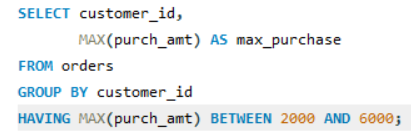 SELECT customer_id,
       MAX(purch_amt) AS max_purchase
FROM orders
GROUP BY customer_id
HAVING MAX(purch_amt) BETWEEN 2000 AND 6000;